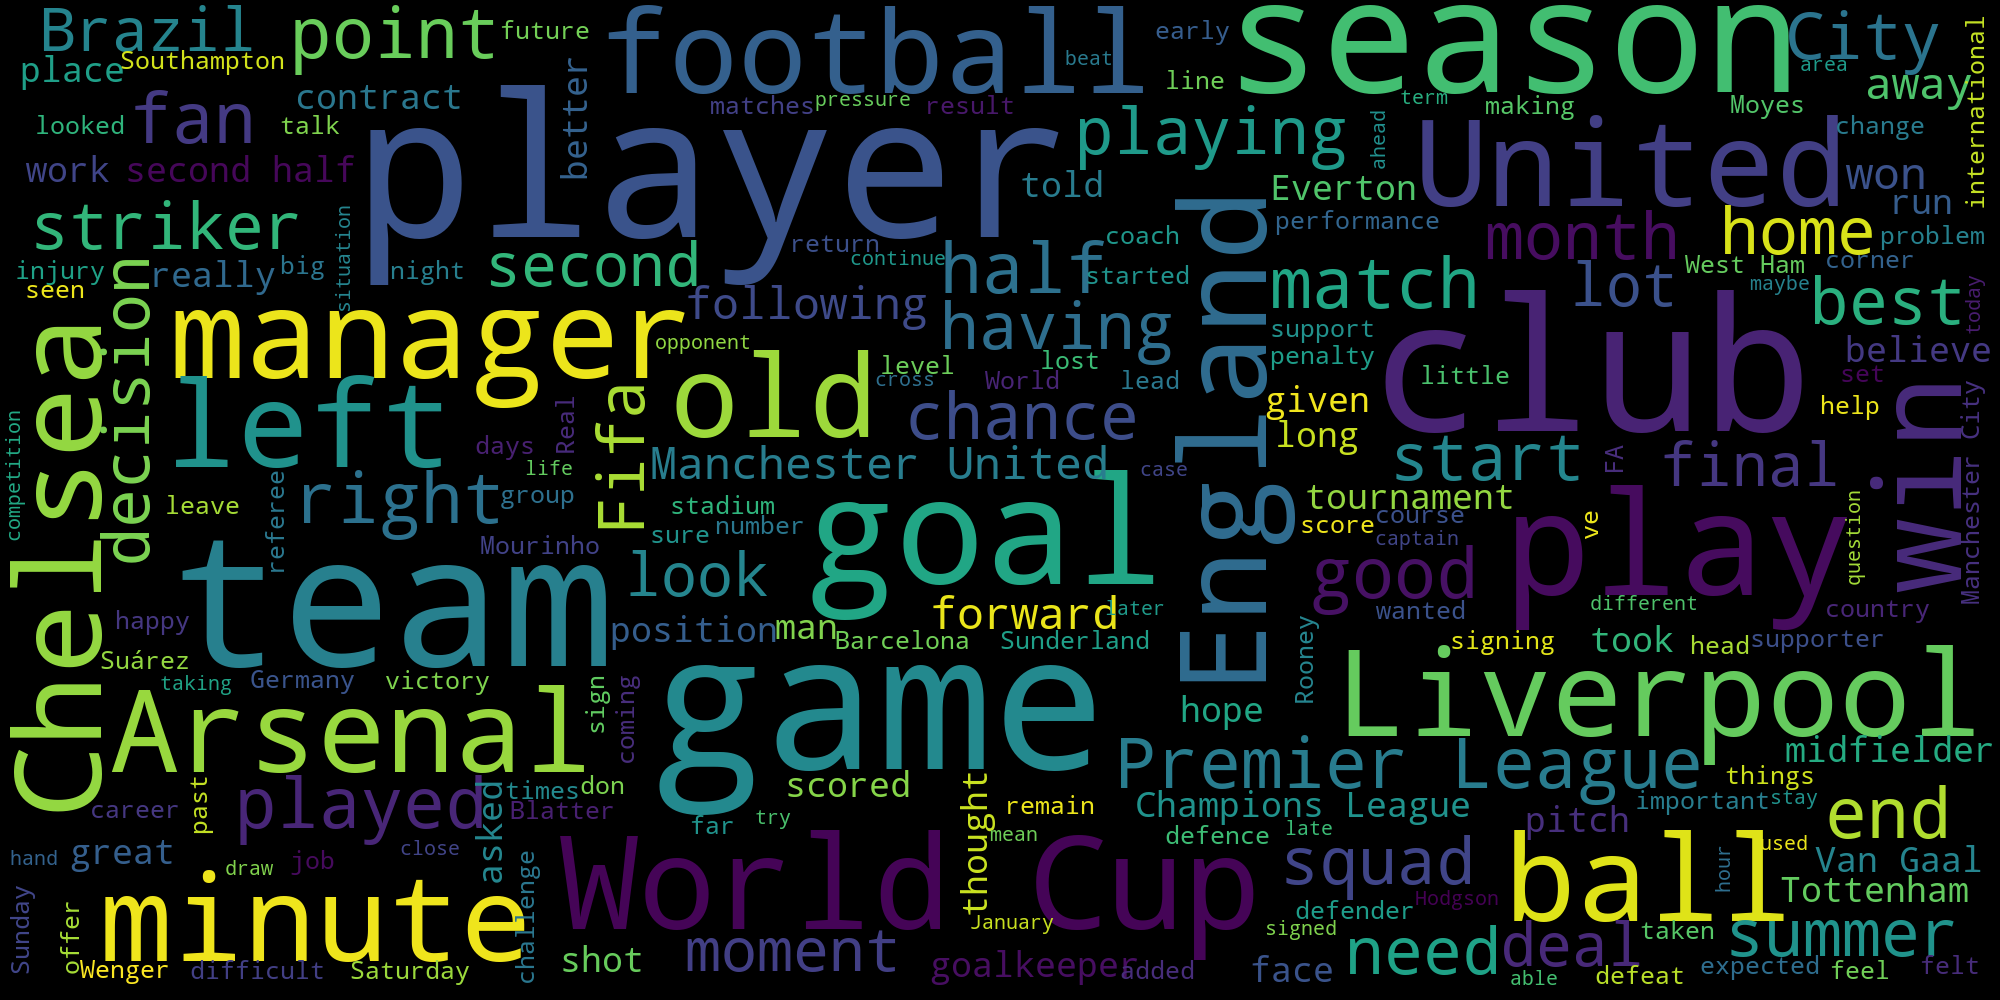 Brazil
point
future
football
early
season
City
place
Southampton
beat
line
area
away
international
fan
contract
better
matches
pressure
result
playing
term
making
Moyes
change
looked
talk
player
ahead
United
work
second half
told
Everton
won
striker
situation
performance
month
home
run
problem
injury
really
big
night
second
return
continue
half
coach
started
England
match
lot
West Ham
corner
maybe
best
today
seen
decision
manager
following
having
support
club
believe
Chelsea
opponent
level
lost
penalty
old
cross
World
lead
little
set
left
Fifa
chance
given
help
Win
Manchester City
competition
days
Real
long
start
final
life
Manchester United
case
FA
leave
referee
right
group
stadium
goal
tournament
play
question
sure
number
score
course
ve
captain
team
Mourinho
look
good
happy
forward
later
wanted
different
country
position
man
Suárez
Barcelona
Sunderland
Rooney
signing
took
head
supporter
taking
Germany
victory
sign
coming
game
hope
Liverpool
Arsenal
Premier League
midfielder
past
played
asked
times
don
scored
thought
things
career
Blatter
remain
Champions League
important
stay
end
far
try
mean
defence
late
pitch
hand
great
job
close
World Cup
squad
ball
used
draw
challenge
hour
Van Gaal
Tottenham
Sunday
offer
minute
January
defender
Hodgson
signed
need
deal
taken
summer
Wenger
difficult
Saturday
shot
moment
goalkeeper
added
face
able
defeat
expected
feel
felt